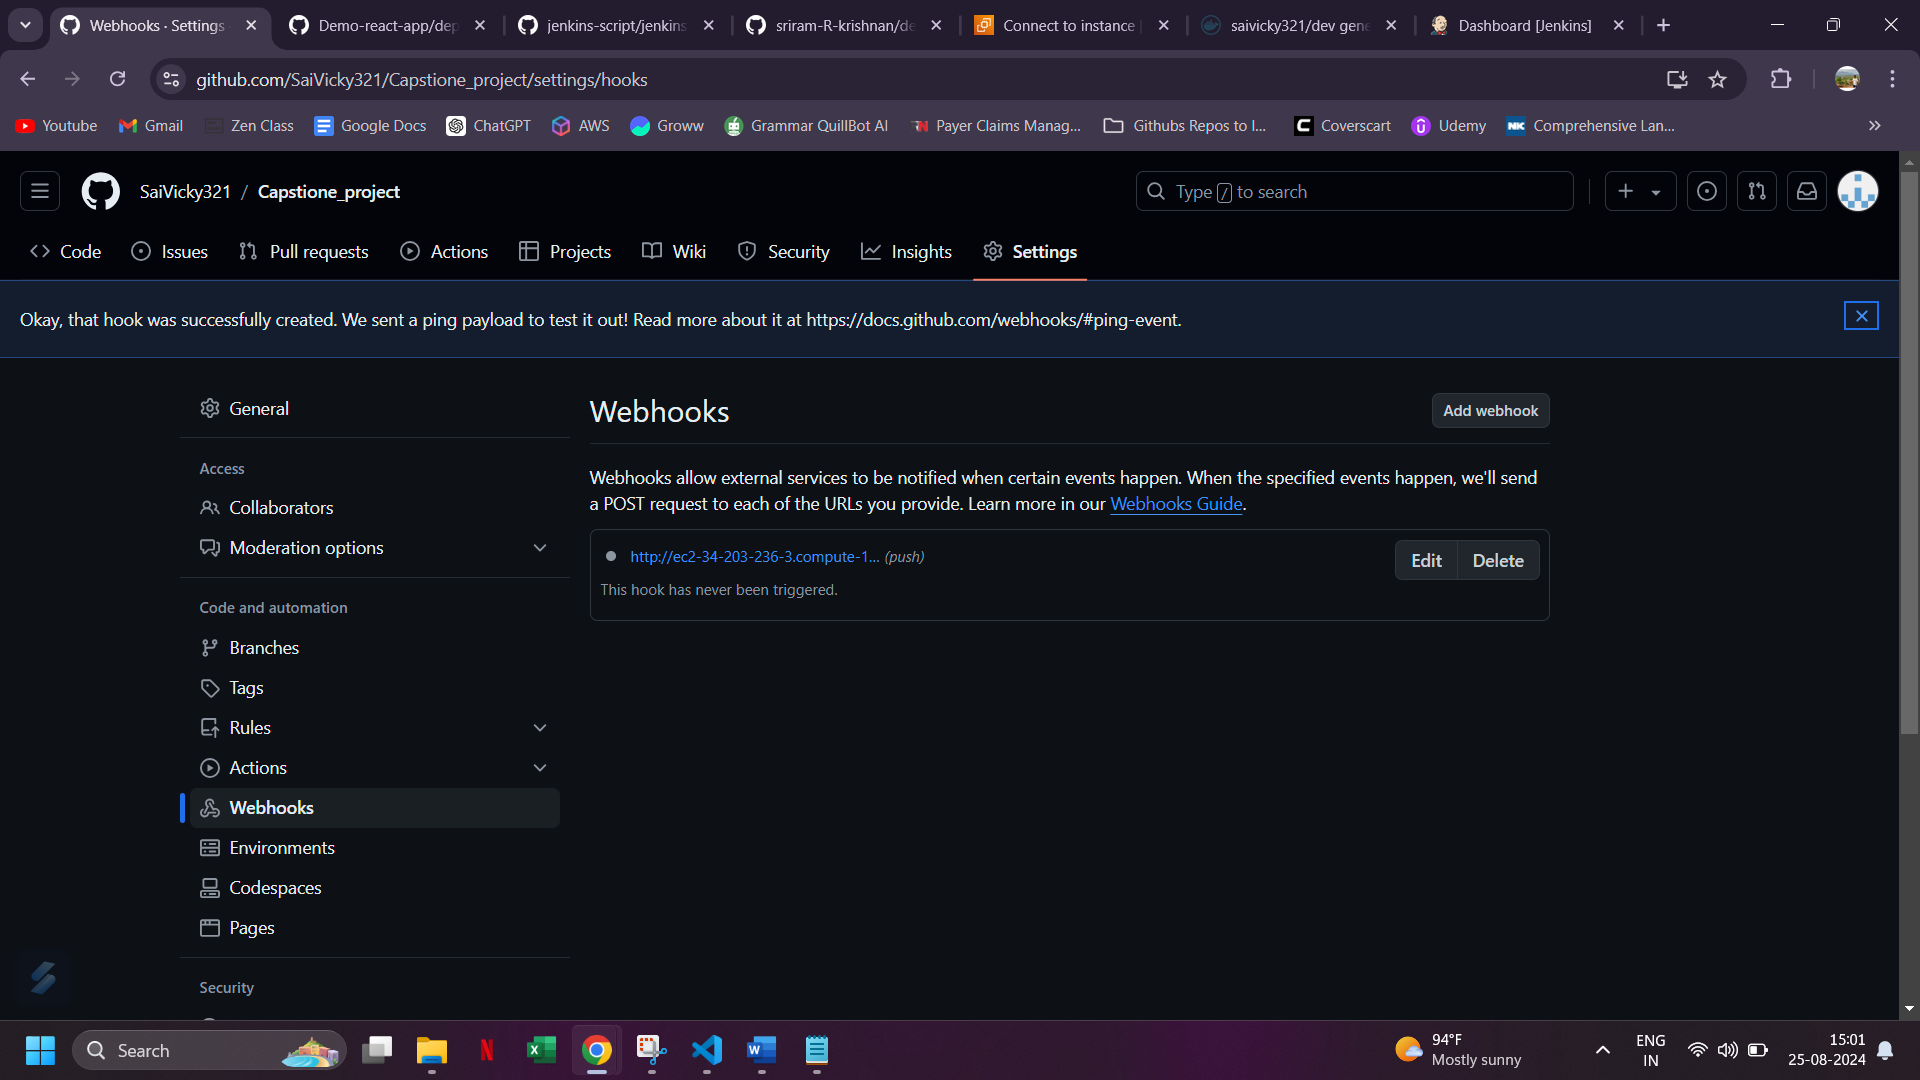 Webhooks · Settings
Demo-react-app/dep
jenkins-script/jenkins
sriram-R-krishnan/de
Connect to instance |
saivicky321/dev gene
Dashboard [Jenkins]
github.com/SaiVicky321/Capstione_project/settings/hooks
Youtube
Gmail
Zen Class
Google Docs
ChatGPT
AWS
Groww
Grammar QuillBot AI
Payer Claims Manag...
Githubs Repos to l...
Coverscart
Udemy
NK
Comprehensive Lan...
SaiVicky321 / Capstione_project
Type / to search
Code
Issues
Pull requests
Actions
Projects
Wiki
Security
Insights
Settings
Okay, that hook was successfully created. We sent a ping payload to test it out! Read more about it at https://docs.github.com/webhooks/#ping-event.
General
Access
Collaborators
Moderation options
Code and automation
Branches
Tags
Rules
Actions
Webhooks
Environments
Codespaces
Pages
Security
Webhooks
Add webhook
Webhooks allow external services to be notified when certain events happen. When the specified events happen, we'll send
a POST request to each of the URLs you provide. Learn more in our Webhooks Guide.
http://ec2-34-203-236-3.compute-1... (push)
Edit
Delete
This hook has never been triggered.
Search
94°F
Mostly sunny
ENG
IN
15:01
25-08-2024